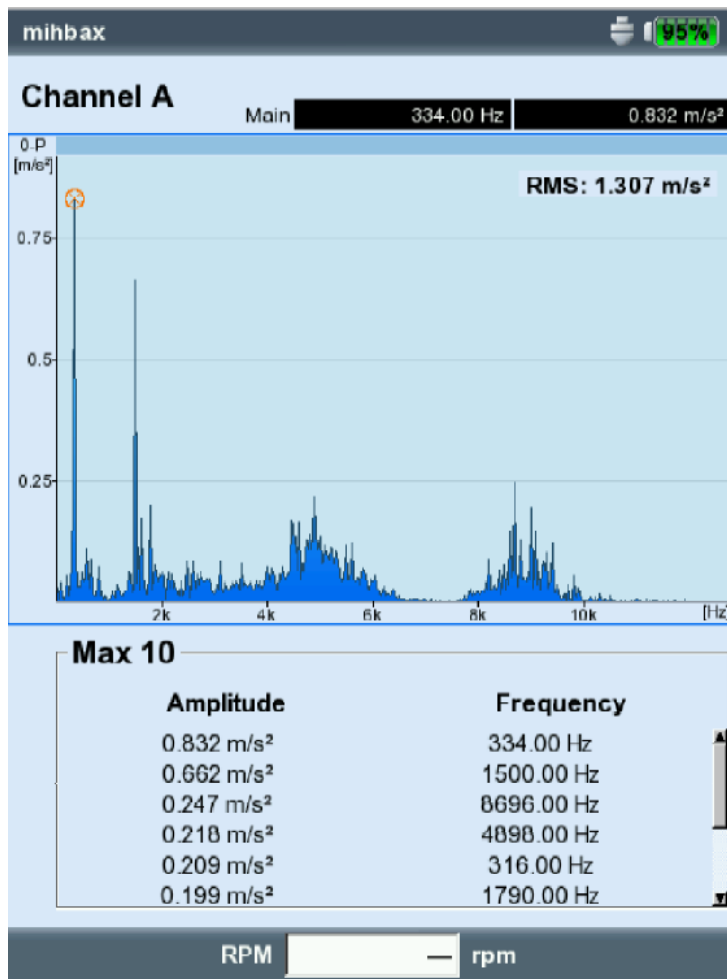 mihbax
95%
Channel A
Main 334.00 Hz 0.832 m/s²
0-P
[m/s²]
RMS: 1.307 m/s²
0.75
0.5
0.25
2k 4k 6k 8k 10k [Hz]
Max 10
Amplitude Frequency
0.832 m/s² 334.00 Hz
0.662 m/s² 1500.00 Hz
0.247 m/s² 8696.00 Hz
0.218 m/s² 4898.00 Hz
0.209 m/s² 316.00 Hz
0.199 m/s² 1790.00 Hz
RPM — rpm